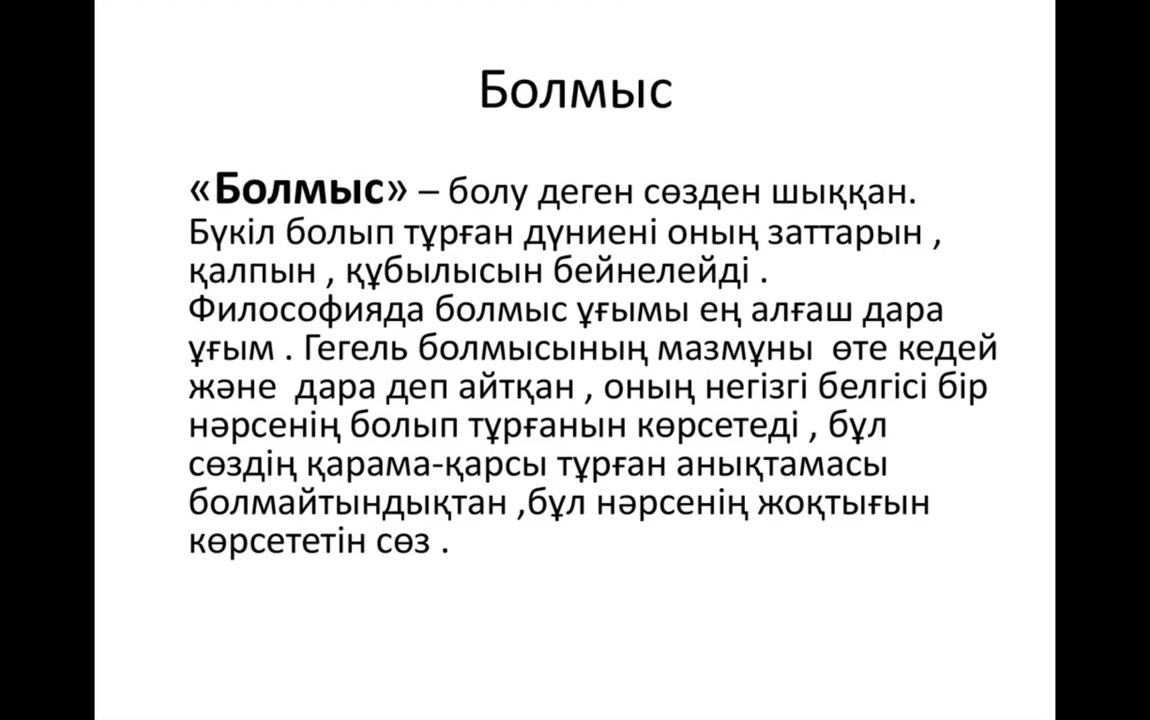 Болмыс
«Болмыс» – болу деген сөзден шыққан.
Бүкіл болып тұрған дүниені оның заттарын ,
қалпын , құбылысын бейнелейді .
Философияда болмыс ұғымы ең алғаш дара
ұғым . Гегель болмысының мазмұны  өте кедей
және  дара деп айтқан , оның негізгі белгісі бір
нәрсенің болып тұрғанын көрсетеді , бұл
сөздің қарама-қарсы тұрған анықтамасы
болмайтындықтан ,бұл нәрсенің жоқтығын
көрсететін сөз .